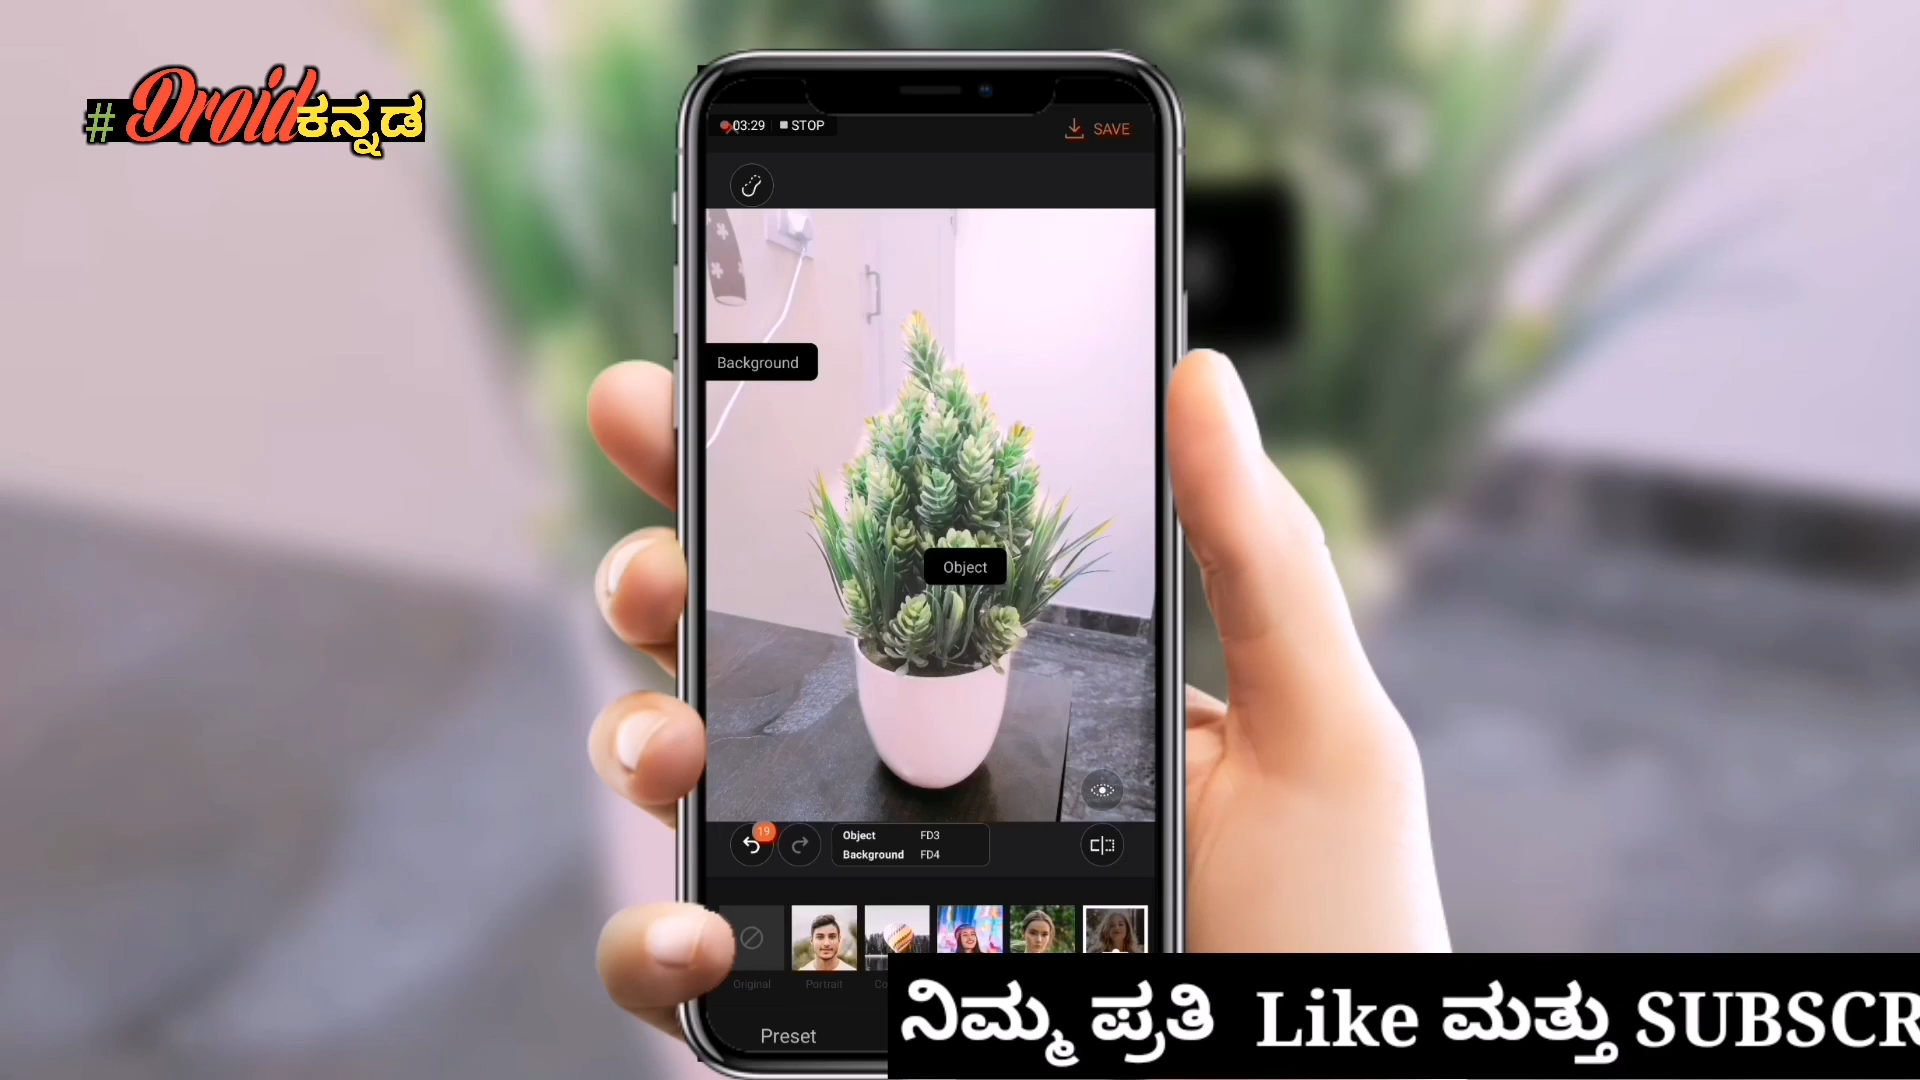 #Droidಕನ್ನಡ
03:29 STOP
SAVE
Background
Object
19
Object FD3
Background FD4
Original Portrait Co
Preset
ನಿಮ್ಮ ಪ್ರತಿ Like ಮತ್ತು SUBSCR